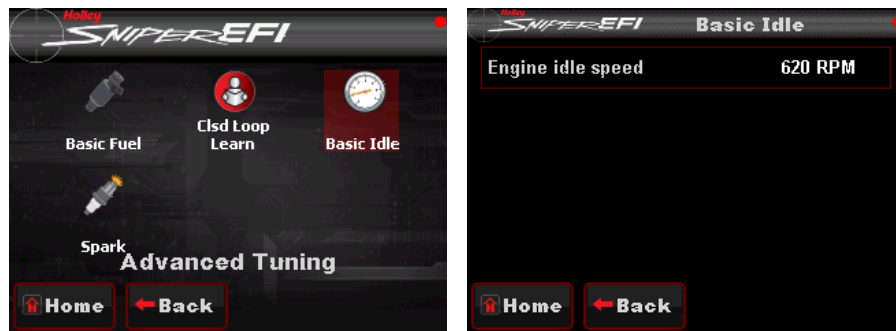 Holley
SNIPER EFI
Basic Fuel
Clsd Loop
Learn
Basic Idle
Spark
Advanced Tuning
Home
Back
Holley
SNIPER EFI
Basic Idle
Engine idle speed 620 RPM
Home
Back